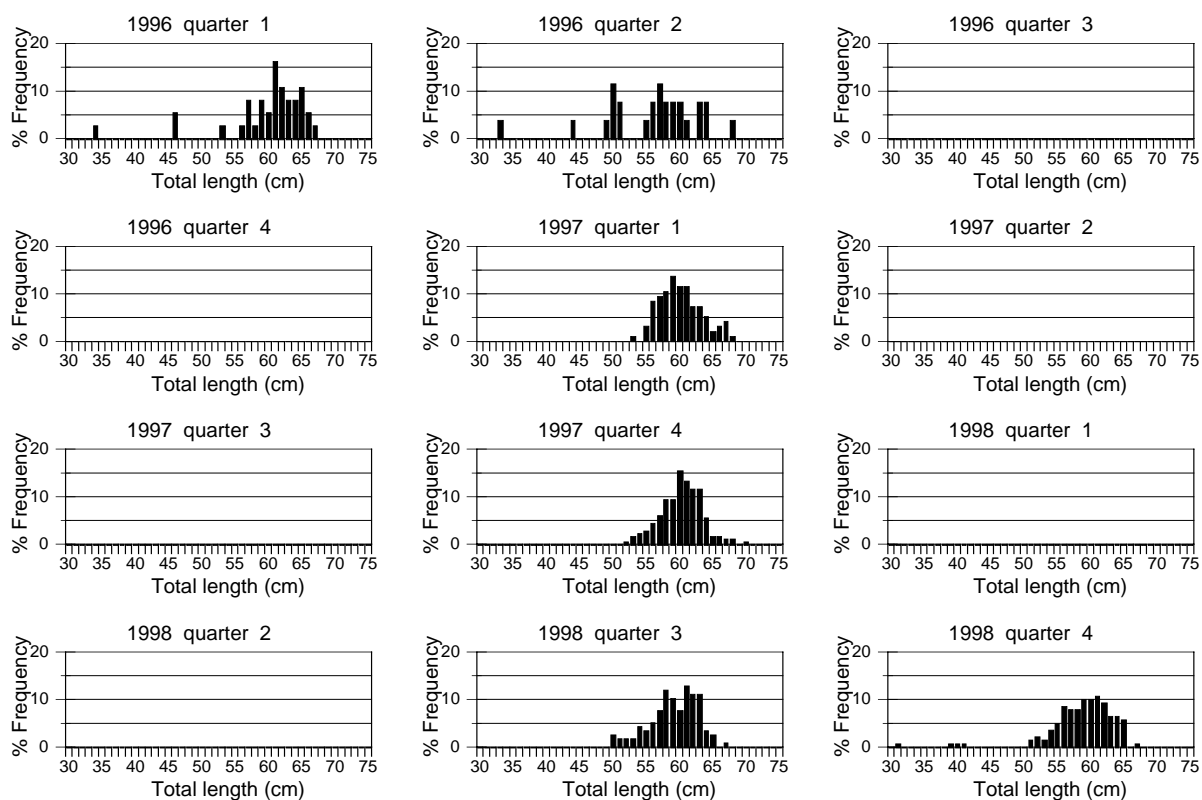 1996 quarter 1
% Frequency
20
10
0
30 35 40 45 50 55 60 65 70 75
Total length (cm)
1996 quarter 2
% Frequency
20
10
0
30 35 40 45 50 55 60 65 70 75
Total length (cm)
1996 quarter 3
% Frequency
20
10
0
30 35 40 45 50 55 60 65 70 75
Total length (cm)
1996 quarter 4
% Frequency
20
10
0
30 35 40 45 50 55 60 65 70 75
Total length (cm)
1997 quarter 1
% Frequency
20
10
0
30 35 40 45 50 55 60 65 70 75
Total length (cm)
1997 quarter 2
% Frequency
20
10
0
30 35 40 45 50 55 60 65 70 75
Total length (cm)
1997 quarter 3
% Frequency
20
10
0
30 35 40 45 50 55 60 65 70 75
Total length (cm)
1997 quarter 4
% Frequency
20
10
0
30 35 40 45 50 55 60 65 70 75
Total length (cm)
1998 quarter 1
% Frequency
20
10
0
30 35 40 45 50 55 60 65 70 75
Total length (cm)
1998 quarter 2
% Frequency
20
10
0
30 35 40 45 50 55 60 65 70 75
Total length (cm)
1998 quarter 3
% Frequency
20
10
0
30 35 40 45 50 55 60 65 70 75
Total length (cm)
1998 quarter 4
% Frequency
20
10
0
30 35 40 45 50 55 60 65 70 75
Total length (cm)